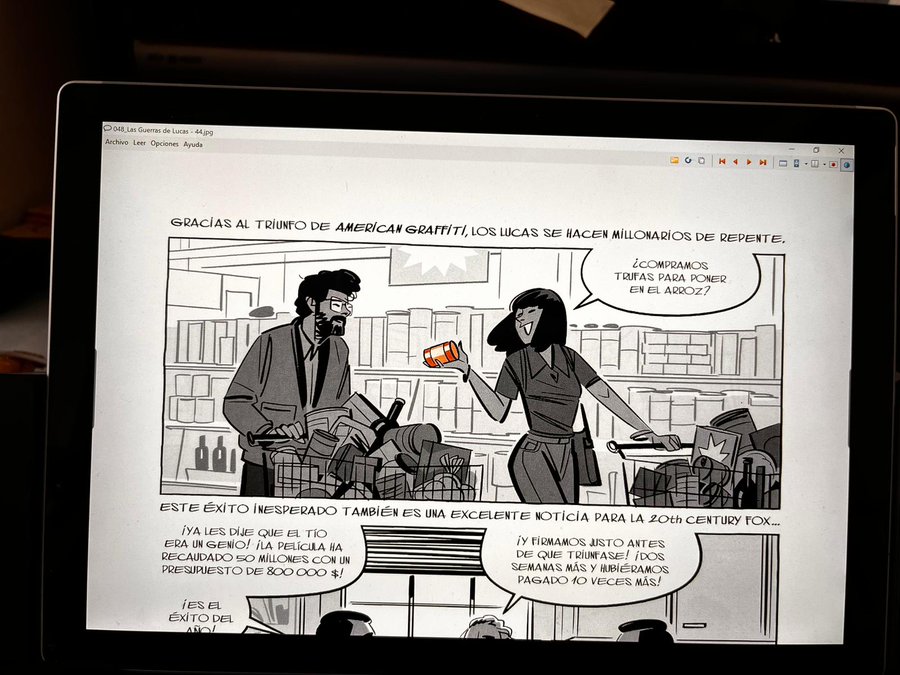 048_Las Guerras de Lucas - 44.jpg
Archivo Leer Opciones Ayuda
GRACIAS AL TRIUNFO DE AMERICAN GRAFFITI, LOS LUCAS SE HACEN MILLONARIOS DE REPENTE.
¿COMPRAMOS
TRUFAS PARA PONER
EN EL ARROZ?
ESTE ÉXITO INESPERADO TAMBIÉN ES UNA EXCELENTE NOTICIA PARA LA 20th CENTURY FOX...
¡YA LES DIJE QUE EL TÍO
ERA UN GENIO! ¡LA PELÍCULA HA
RECAUDADO 50 MILLONES CON UN
PRESUPUESTO DE 800 000 $!
¡Y FIRMAMOS JUSTO ANTES
DE QUE TRIUNFASE! ¡DOS
SEMANAS MÁS Y HUBIÉRAMOS
PAGADO 10 VECES MÁS!
¡ES EL
ÉXITO DEL
AÑO!